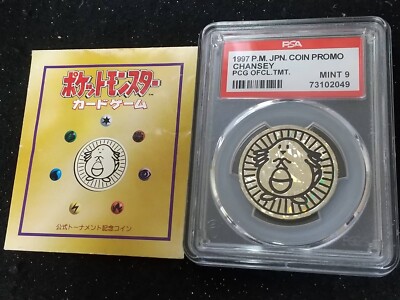 ポケットモンスター
カードゲーム
公式トーナメント記念コイン
PSA
1997 P.M. JPN. COIN PROMO
CHANSEY
PCG OFCL.TMT.
MINT 9
73102049